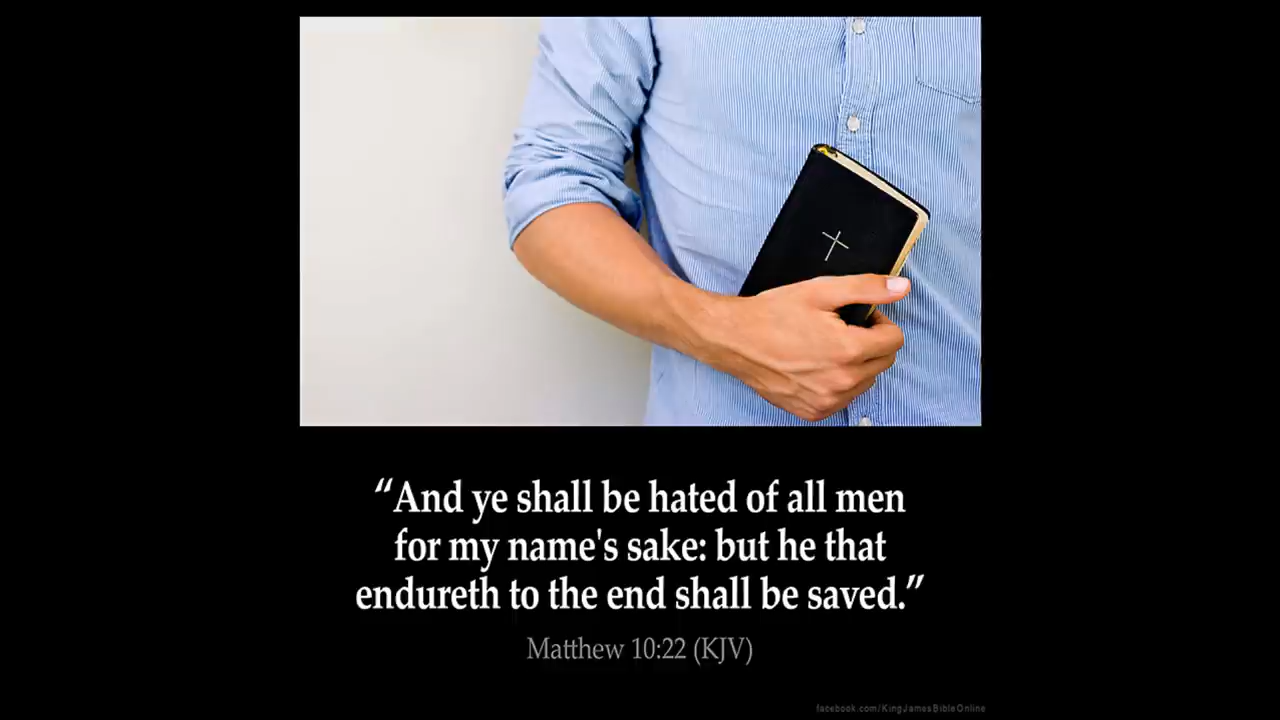 “And ye shall be hated of all men
for my name's sake: but he that
endureth to the end shall be saved.”
Matthew 10:22 (KJV)
facebook.com/KingJamesBibleOnline